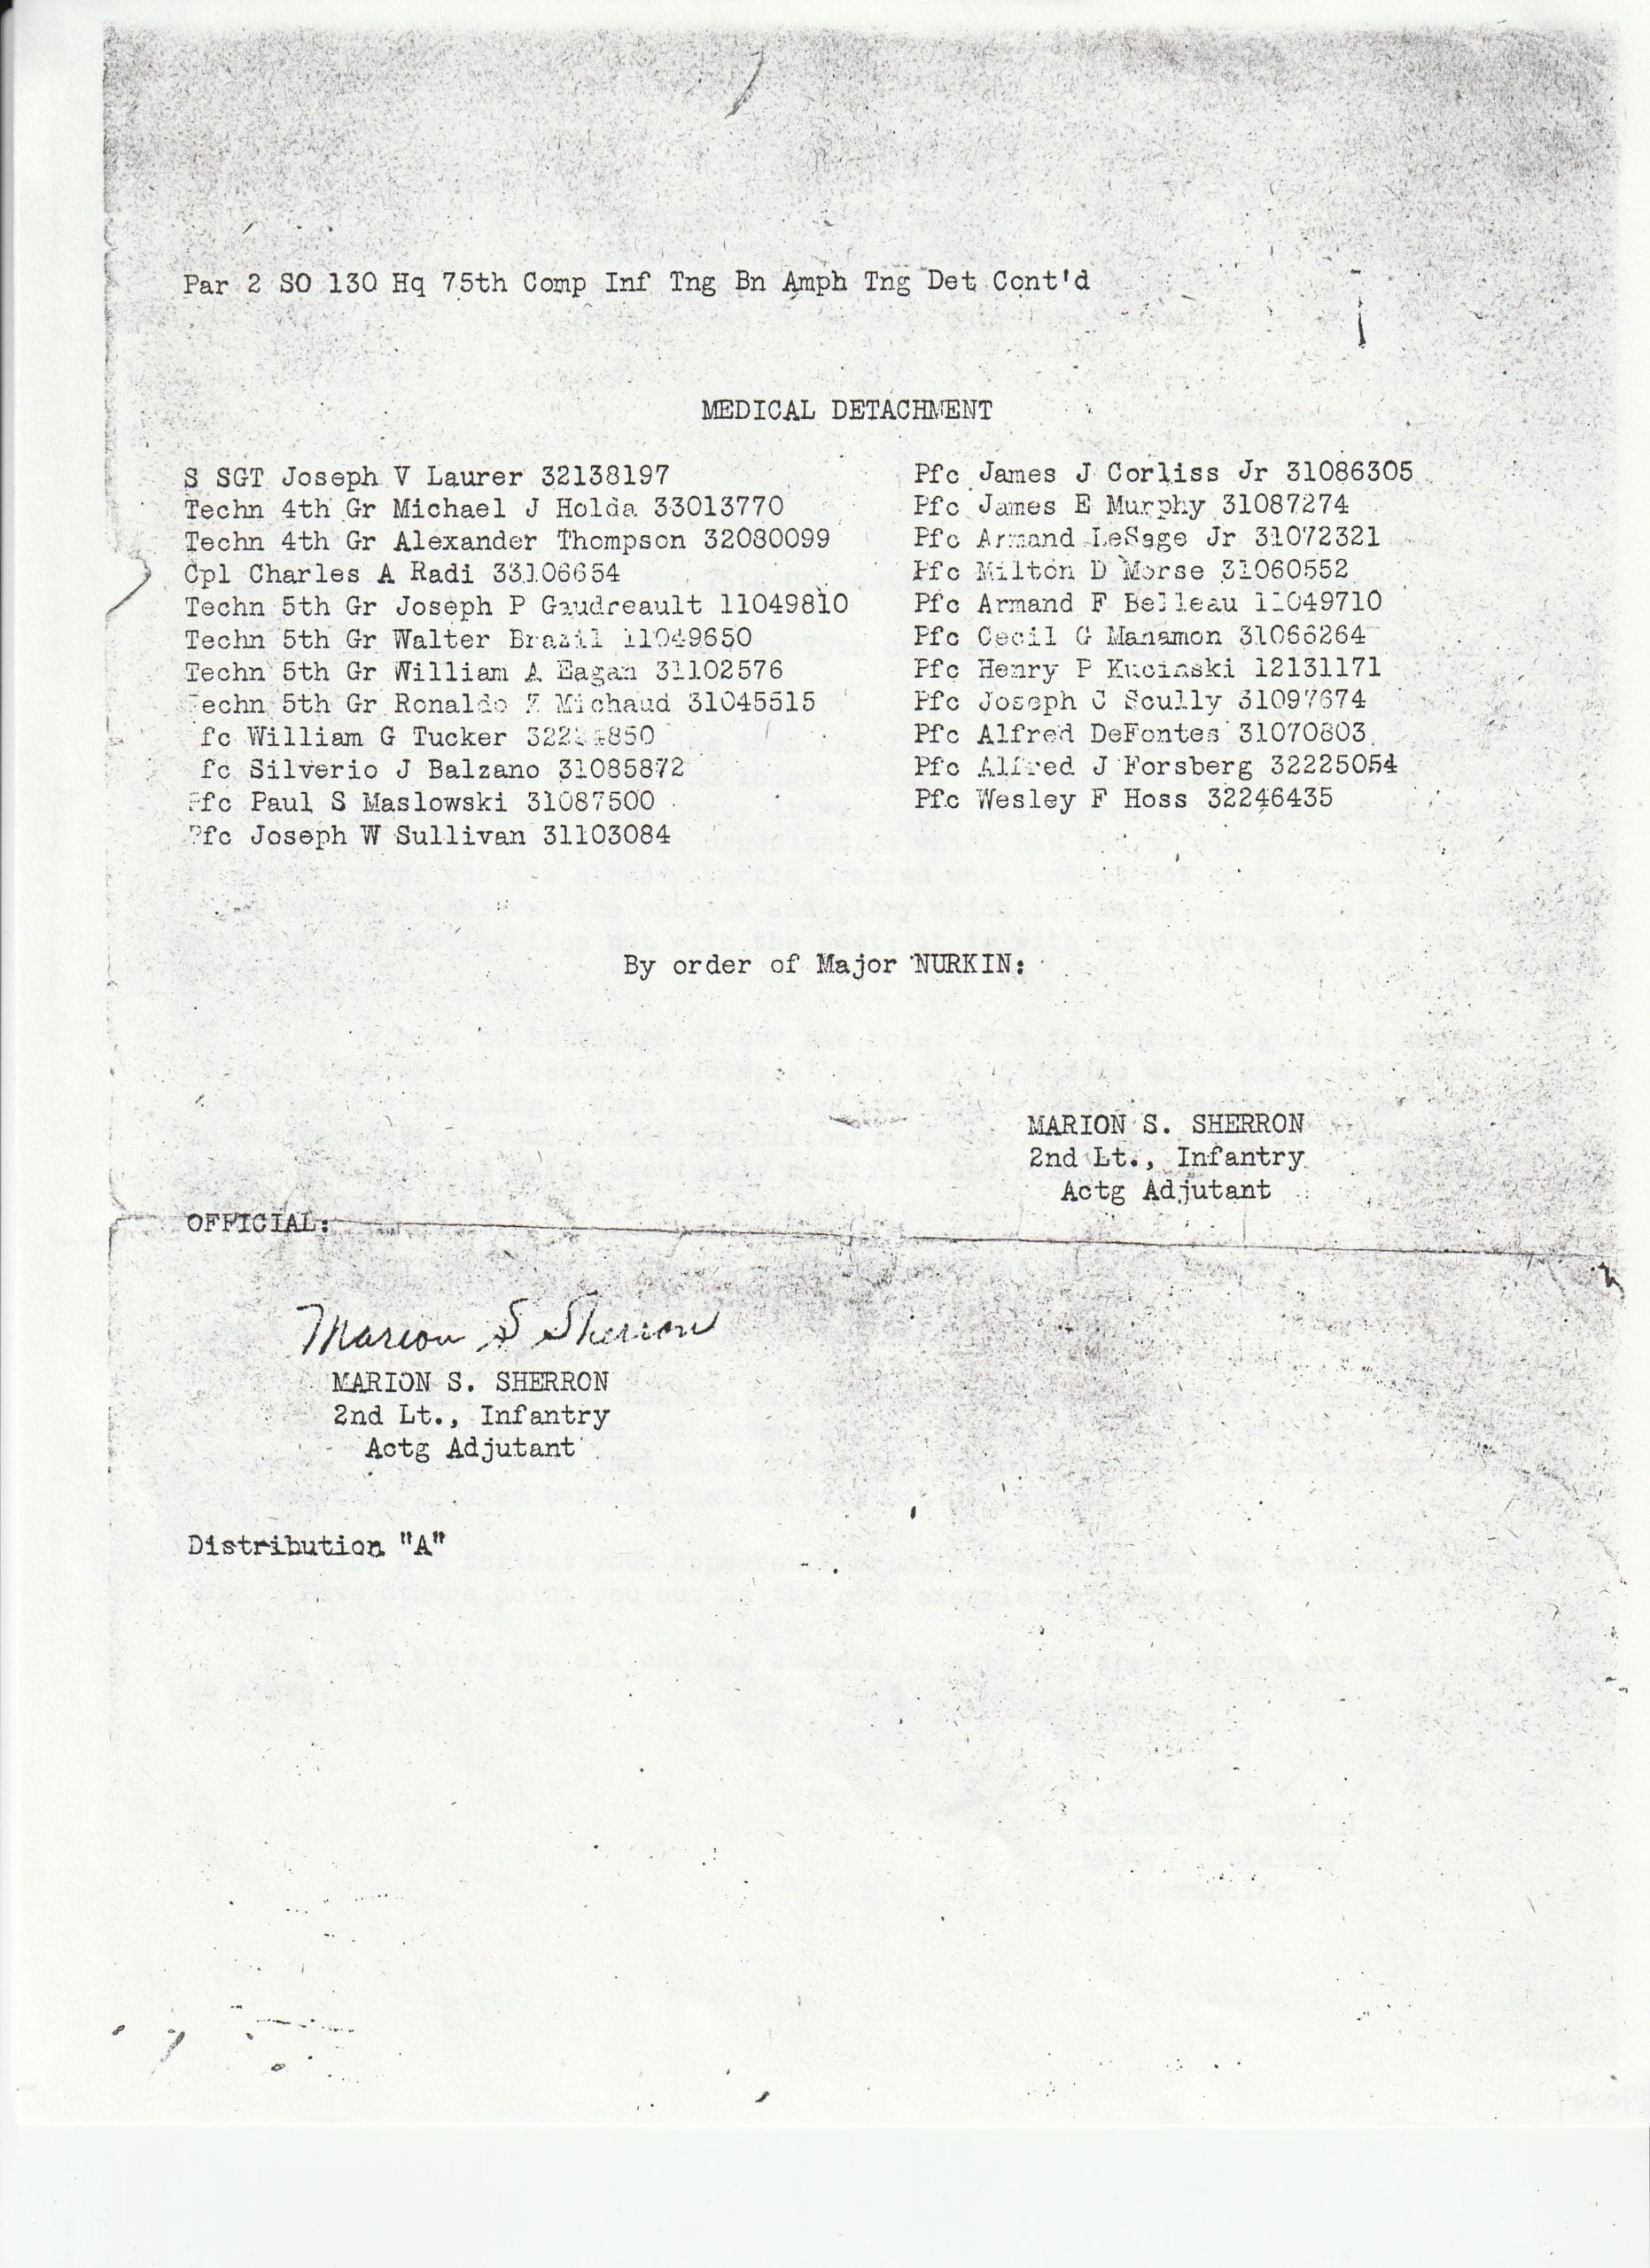 Par 2 SO 130 Hq 75th Comp Inf Tng Bn Amph Tng Det Cont'd
MEDICAL DETACHMENT
S SGT Joseph V Laurer 32138197
Techn 4th Gr Michael J Holda 33013770
Techn 4th Gr Alexander Thompson 32080099
Cpl Charles A Radi 33106654
Techn 5th Gr Joseph P Gaudreault 11049810
Techn 5th Gr Walter Brazil 11049650
Techn 5th Gr William A Eagan 31102576
Techn 5th Gr Ronaldo Michaud 31045515
fc William G Tucker
fc Silverio J Balzano 31085872
Pfc Paul S Maslowski 31087500
Pfc Joseph W Sullivan 31103084
Pfc James J Corliss Jr 31086305
Pfc James E Murphy 31087274
Pfc Armand LeSage Jr 31072321
Pfc Milton D Morse 31060552
Pfc Armand F Belleau 11049710
Pfc Cecil G Manamon 31066264
Pfc Henry P Kucinski 12131171
Pfc Joseph C Scully 31097674
Pfc Alfred DeFontes 31070803
Pfc Alfred J Forsberg 32225054
Pfc Wesley F Hoss 32246435
By order of Major NURKIN:
MARION S. SHERRON
2nd Lt., Infantry
Actg Adjutant
OFFICIAL:
Marion S Sherron
MARION S. SHERRON
2nd Lt., Infantry
Actg Adjutant
Distribution "A"